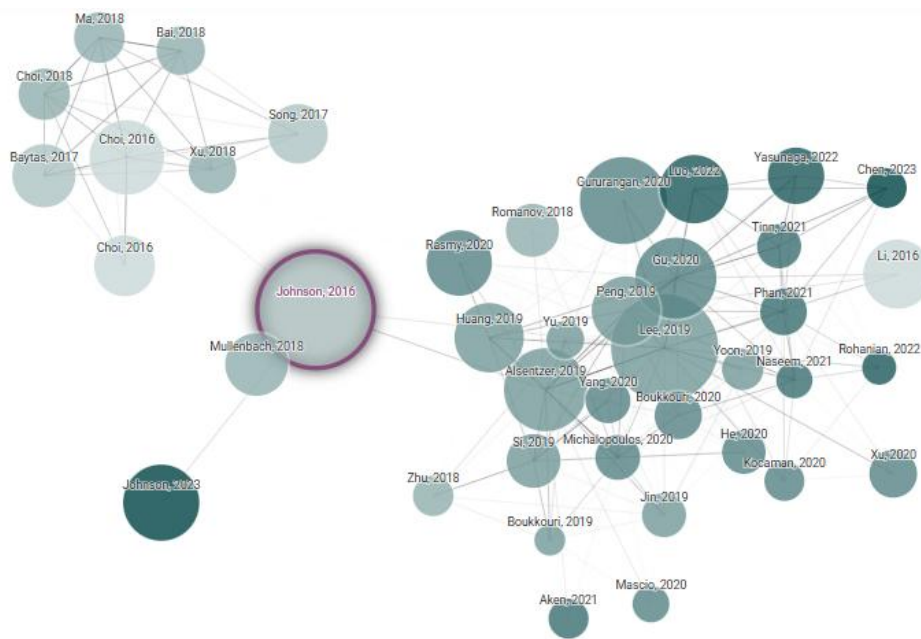 Ma, 2018
Bai, 2018
Choi, 2018
Song, 2017
Choi, 2016
Xu, 2018
Baytas, 2017
Choi, 2016
Johnson, 2016
Mullenbach, 2018
Johnson, 2023
Gururangan, 2020
Luo, 2022
Yasunaga, 2022
Chen, 2023
Romanov, 2018
Rasmy, 2020
Tinn, 2021
Gu, 2020
Li, 2016
Peng, 2019
Phan, 2021
Huang, 2019
Yu, 2019
Lee, 2019
Yoon, 2019
Naseem, 2021
Rohanian, 2022
Alsentzer, 2019
Yang, 2020
Boukkouri, 2020
Si, 2019
Michalopoulos, 2020
He, 2020
Kocaman, 2020
Xu, 2020
Zhu, 2018
Jin, 2019
Boukkouri, 2019
Mascio, 2020
Aken, 2021